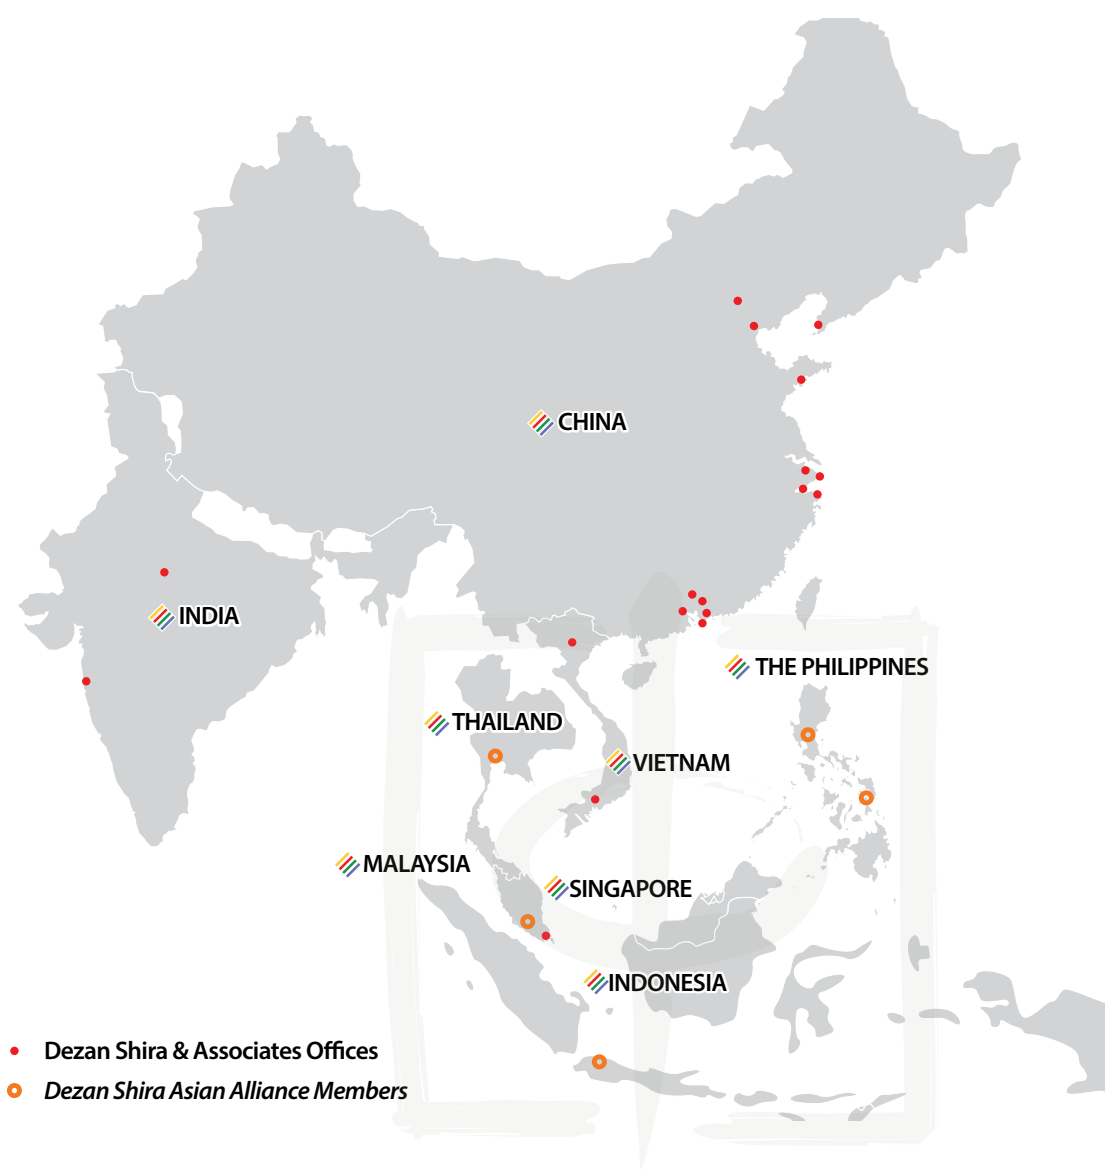 CHINA
INDIA
THE PHILIPPINES
THAILAND
VIETNAM
MALAYSIA
SINGAPORE
INDONESIA
Dezan Shira & Associates Offices
Dezan Shira Asian Alliance Members